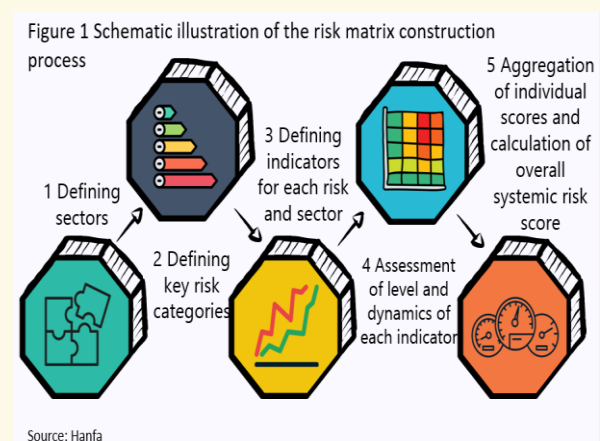 Figure 1 Schematic illustration of the risk matrix construction
process
1 Defining
sectors
2 Defining
key risk
categories
3 Defining
indicators
for each risk
and sector
4 Assessment
of level and
dynamics of
each indicator
5 Aggregation
of individual
scores and
calculation of
overall
systemic risk
score
Source: Hanfa